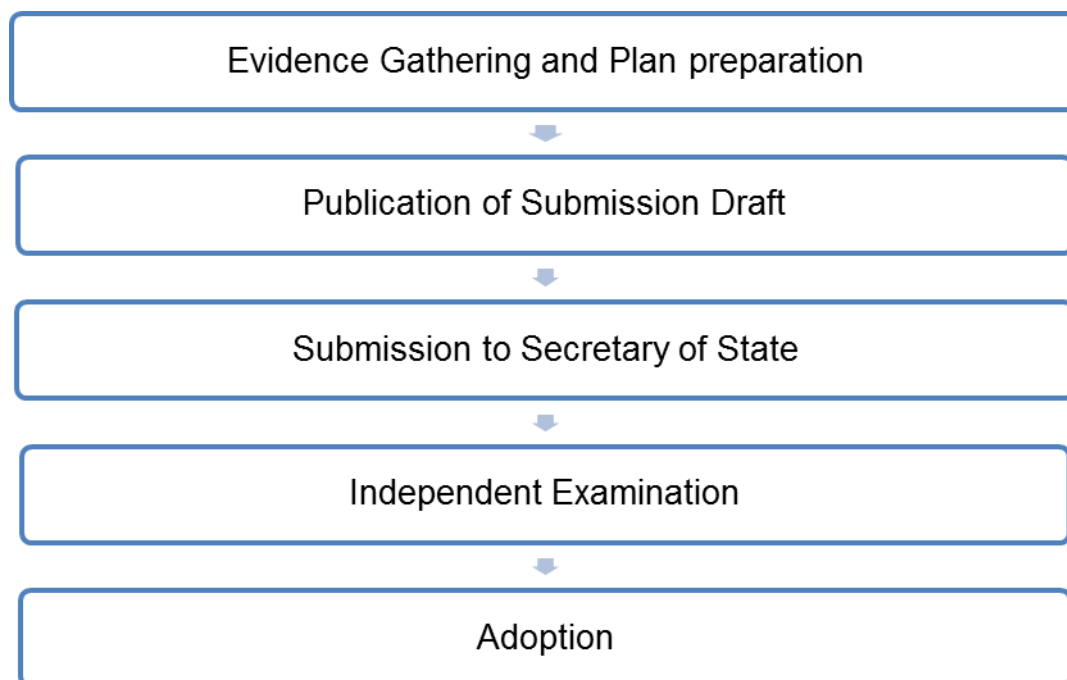 Evidence Gathering and Plan preparation
Publication of Submission Draft
Submission to Secretary of State
Independent Examination
Adoption